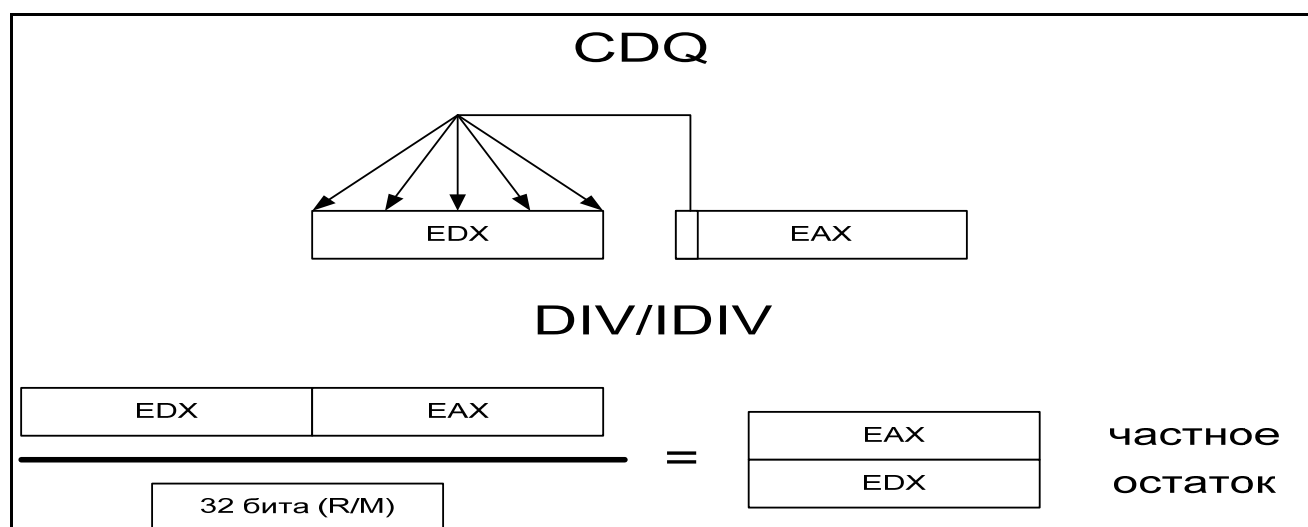 CDQ
EDX EAX
DIV/IDIV
EDX EAX
= EAX частное
EDX остаток
32 бита (R/M)